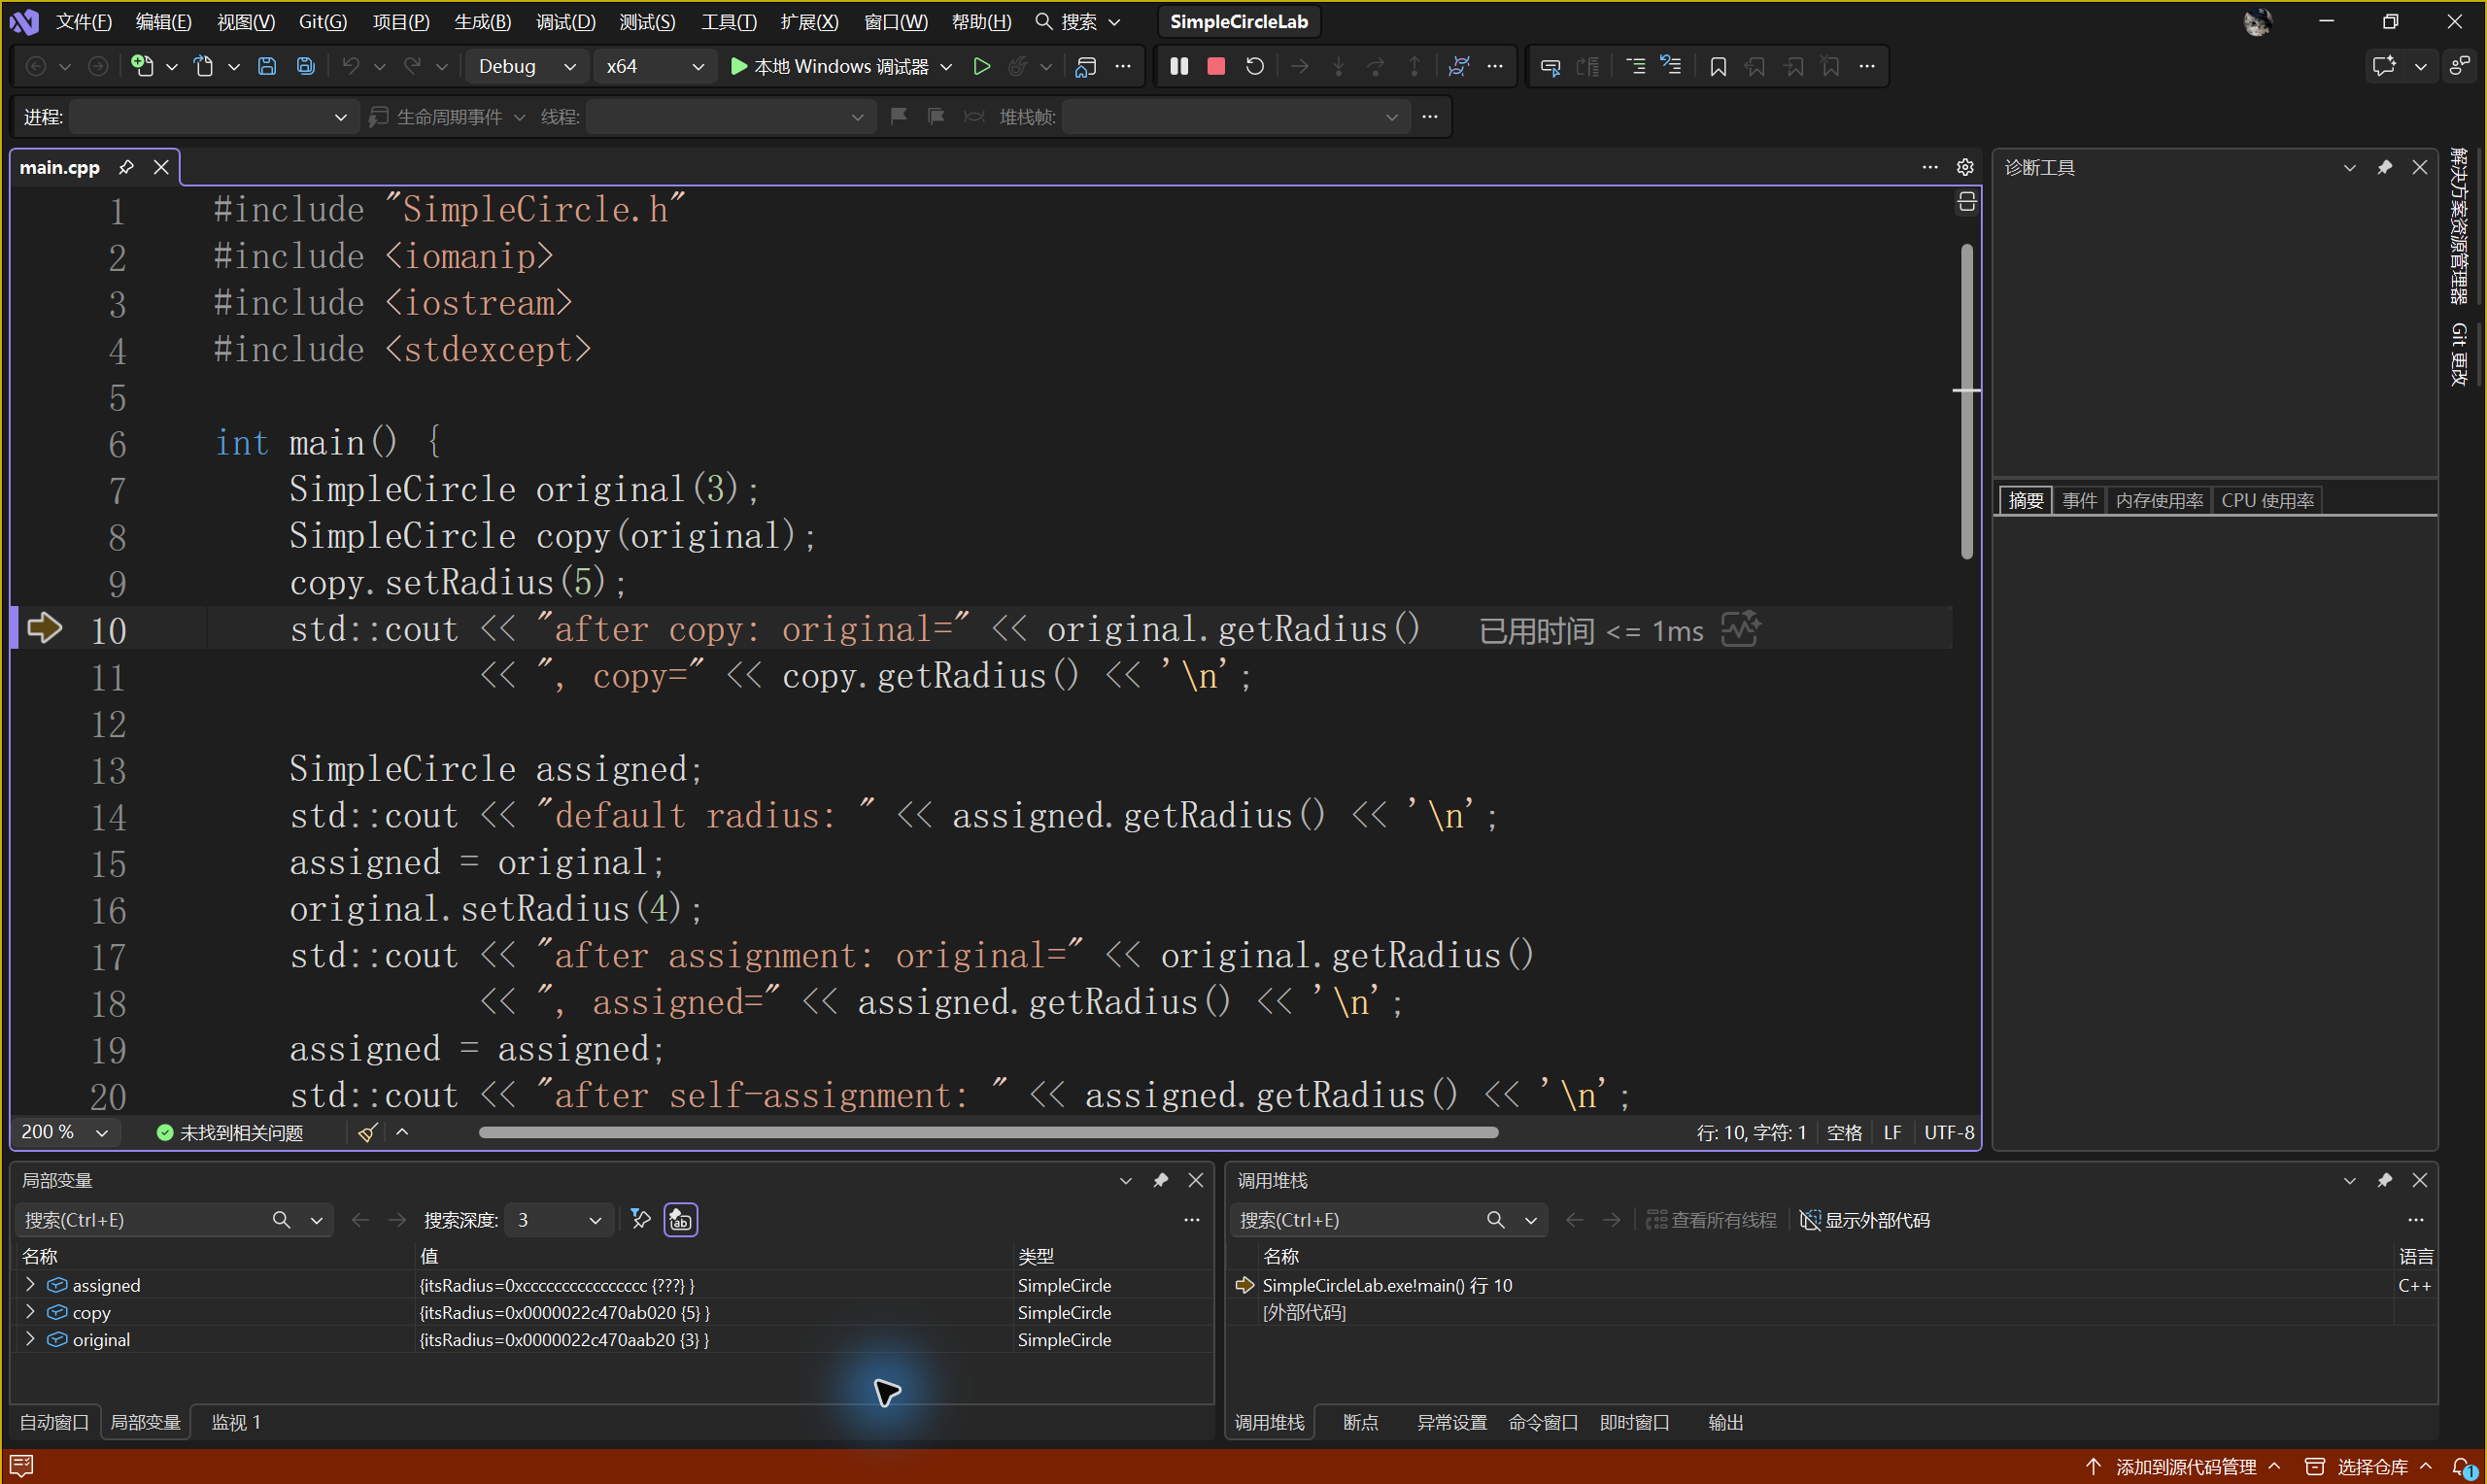 文件(F) 编辑(E) 视图(V) Git(G) 项目(P) 生成(B) 调试(D) 测试(S) 工具(T) 扩展(X) 窗口(W) 帮助(H) 搜索 SimpleCircleLab
Debug x64 本地 Windows 调试器
进程: 生命周期事件 线程: 堆栈帧:
main.cpp
1 #include "SimpleCircle.h"
2 #include <iomanip>
3 #include <iostream>
4 #include <stdexcept>
5
6 int main() {
7 SimpleCircle original(3);
8 SimpleCircle copy(original);
9 copy.setRadius(5);
10 std::cout << "after copy: original=" << original.getRadius() 已用时间 <= 1ms
11 << ", copy=" << copy.getRadius() << '\n';
12
13 SimpleCircle assigned;
14 std::cout << "default radius: " << assigned.getRadius() << '\n';
15 assigned = original;
16 original.setRadius(4);
17 std::cout << "after assignment: original=" << original.getRadius()
18 << ", assigned=" << assigned.getRadius() << '\n';
19 assigned = assigned;
20 std::cout << "after self-assignment: " << assigned.getRadius() << '\n';
200 % 未找到相关问题 行: 10, 字符: 1 空格 LF UTF-8
诊断工具
摘要 事件 内存使用率 CPU 使用率
解决方案资源管理器
Git 更改
局部变量
搜索(Ctrl+E) 搜索深度: 3
名称 值 类型
assigned {itsRadius=0xcccccccccccccccc {???} } SimpleCircle
copy {itsRadius=0x0000022c470ab020 {5} } SimpleCircle
original {itsRadius=0x0000022c470aab20 {3} } SimpleCircle
自动窗口 局部变量 监视 1
调用堆栈
搜索(Ctrl+E) 查看所有线程 显示外部代码
名称 语言
SimpleCircleLab.exe!main() 行 10 C++
[外部代码]
调用堆栈 断点 异常设置 命令窗口 即时窗口 输出
添加到源代码管理 选择仓库 1